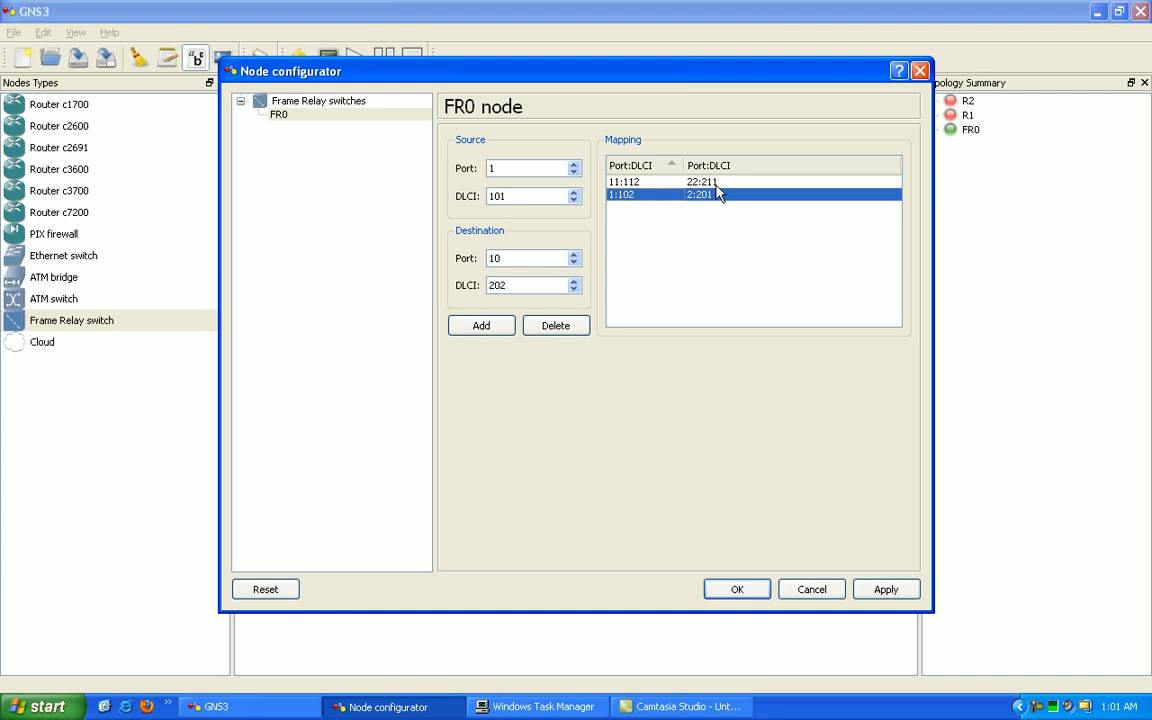 GNS3
File Edit View Help
Nodes Types
Router c1700
Router c2600
Router c2691
Router c3600
Router c3700
Router c7200
PIX firewall
Ethernet switch
ATM bridge
ATM switch
Frame Relay switch
Cloud
Node configurator
Frame Relay switches
FR0
FR0 node
Source
Port: 1
DLCI: 101
Destination
Port: 10
DLCI: 202
Add Delete
Mapping
Port:DLCI Port:DLCI
11:112 22:211
1:102 2:201
Reset OK Cancel Apply
pology Summary
R2
R1
FR0
start GNS3 Node configurator Windows Task Manager Camtasia Studio - Unt... 1:01 AM